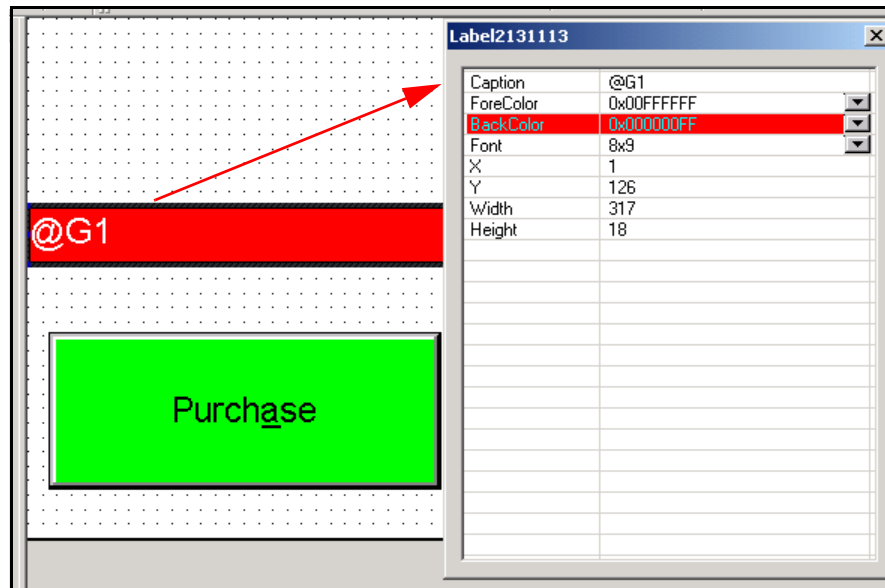 Label2131113
Caption @G1
ForeColor 0x00FFFFFF
BackColor 0x000000FF
Font 8x9
X 1
Y 126
Width 317
Height 18
@G1
Purchase